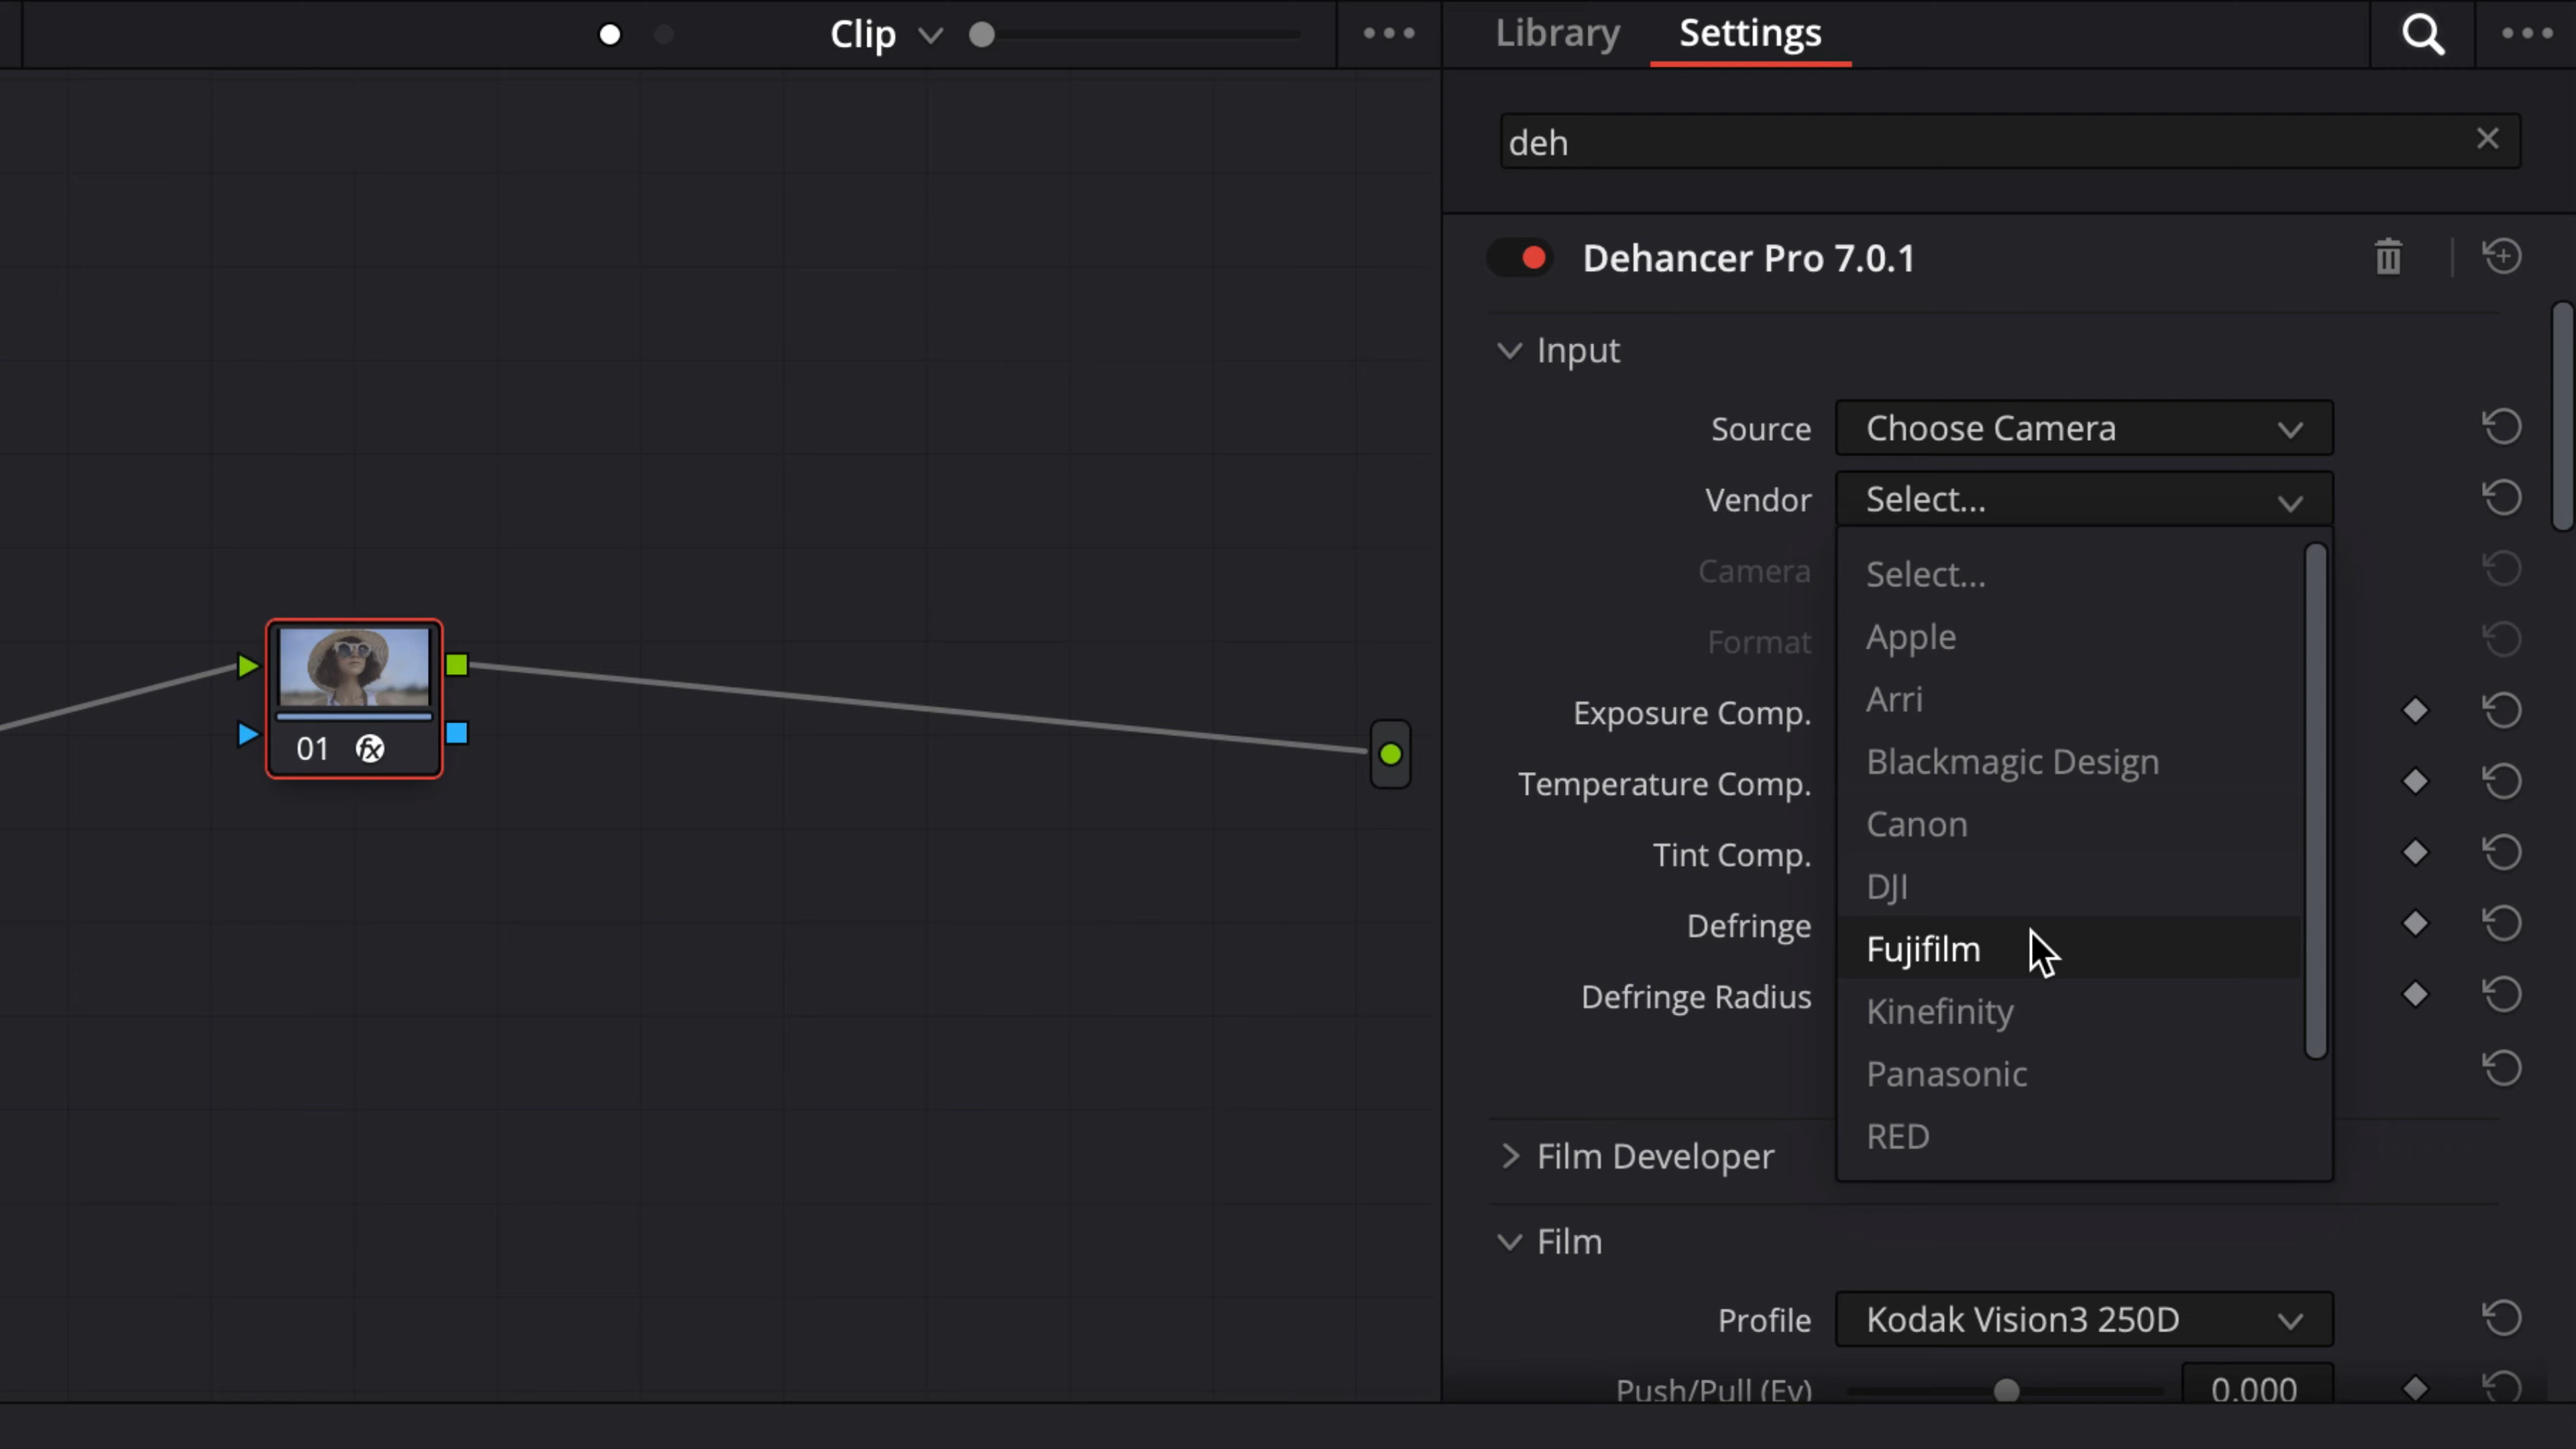 Clip
Library Settings
deh
Dehancer Pro 7.0.1
Input
Source Choose Camera
Vendor Select...
Select...
Camera
Apple
Format
Arri
Exposure Comp.
Blackmagic Design
Temperature Comp.
Canon
Tint Comp.
DJI
Defringe
Fujifilm
Defringe Radius
Kinefinity
Panasonic
RED
Film Developer
Film
Profile Kodak Vision3 250D
Push/Pull (Ev) 0.000
01 fx